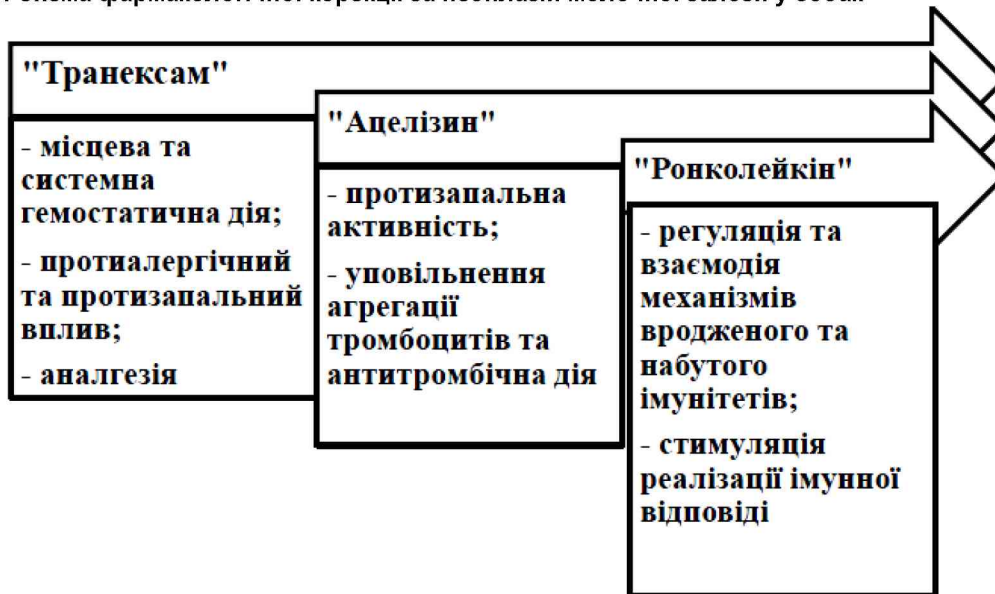 "Транексам"
- місцева та
системна
гемостатична дія;
- протиалергічний
та протизапальний
вплив;
- аналгезія
"Ацелізин"
- протизапальна
активність;
- уповільнення
агрегації
тромбоцитів та
антитромбічна дія
"Ронколейкін"
- регуляція та
взаємодія
механізмів
вродженого та
набутого
імунітетів;
- стимуляція
реалізації імунної
відповіді